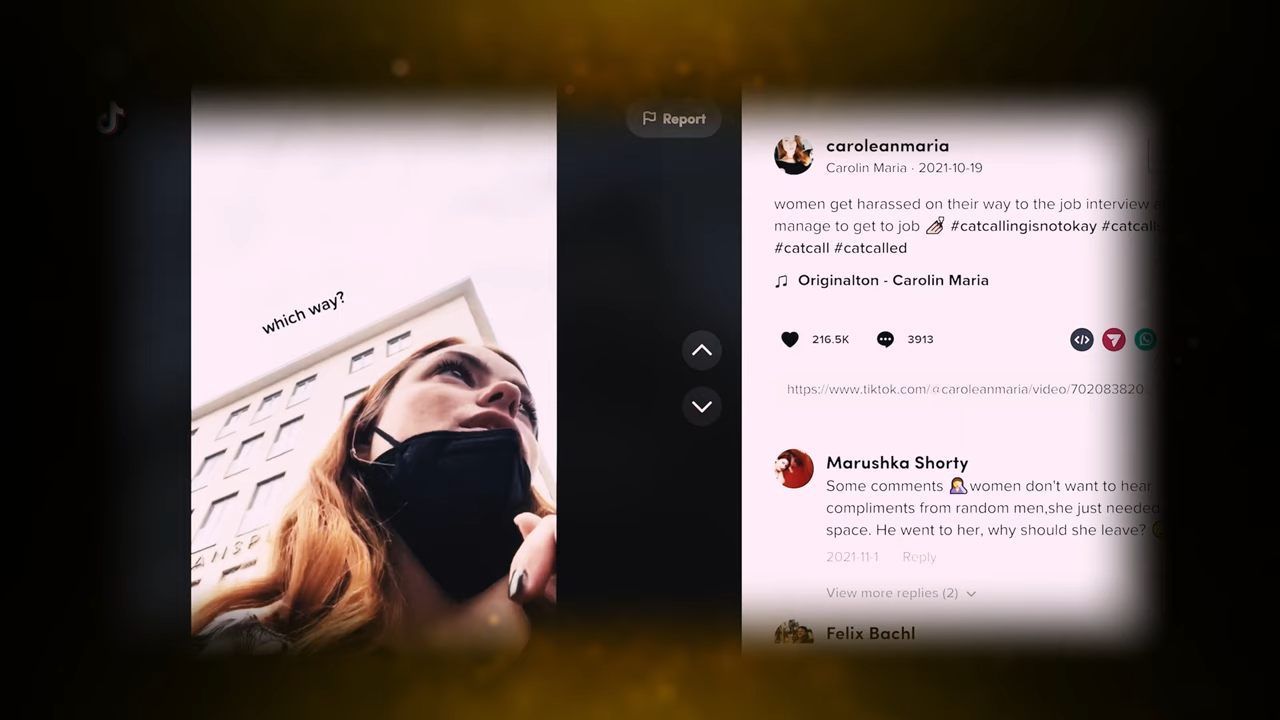 which way?
ANSP
Report
caroleanmaria
Carolin Maria · 2021-10-19
women get harassed on their way to the job interview
manage to get to job 💅 #catcallingisnotokay #catcall
#catcall #catcalled
Originalton - Carolin Maria
216.5K 3913
https://www.tiktok.com/@caroleanmaria/video/702083820
Marushka Shorty
Some comments 🤦‍♀️women don't want to hear
compliments from random men,she just needed
space. He went to her, why should she leave?
2021-11-1 Reply
View more replies (2)
Felix Bachl